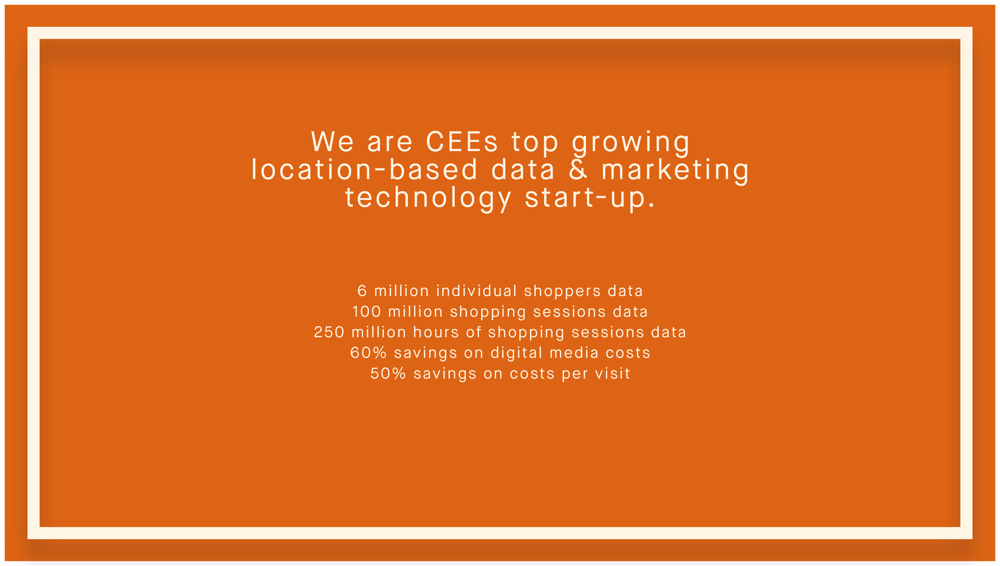 We are CEEs top growing
location-based data & marketing
technology start-up.
6 million individual shoppers data
100 million shopping sessions data
250 million hours of shopping sessions data
60% savings on digital media costs
50% savings on costs per visit